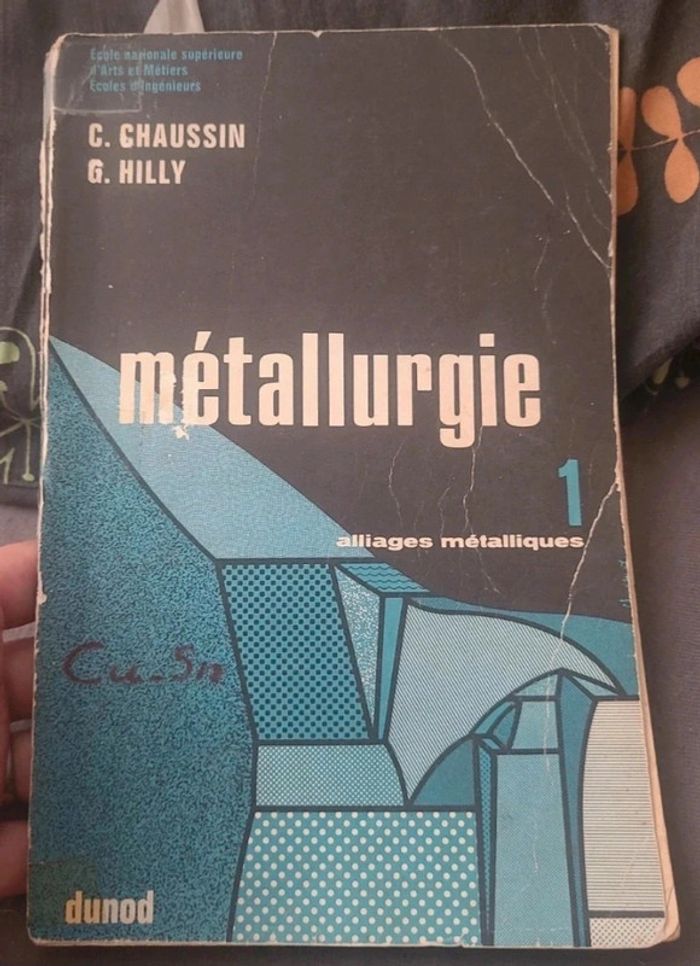 École nationale supérieure
d'Arts et Métiers
Écoles d'Ingénieurs
C. CHAUSSIN
G. HILLY
métallurgie
1
alliages métalliques
Cu-Sn
dunod